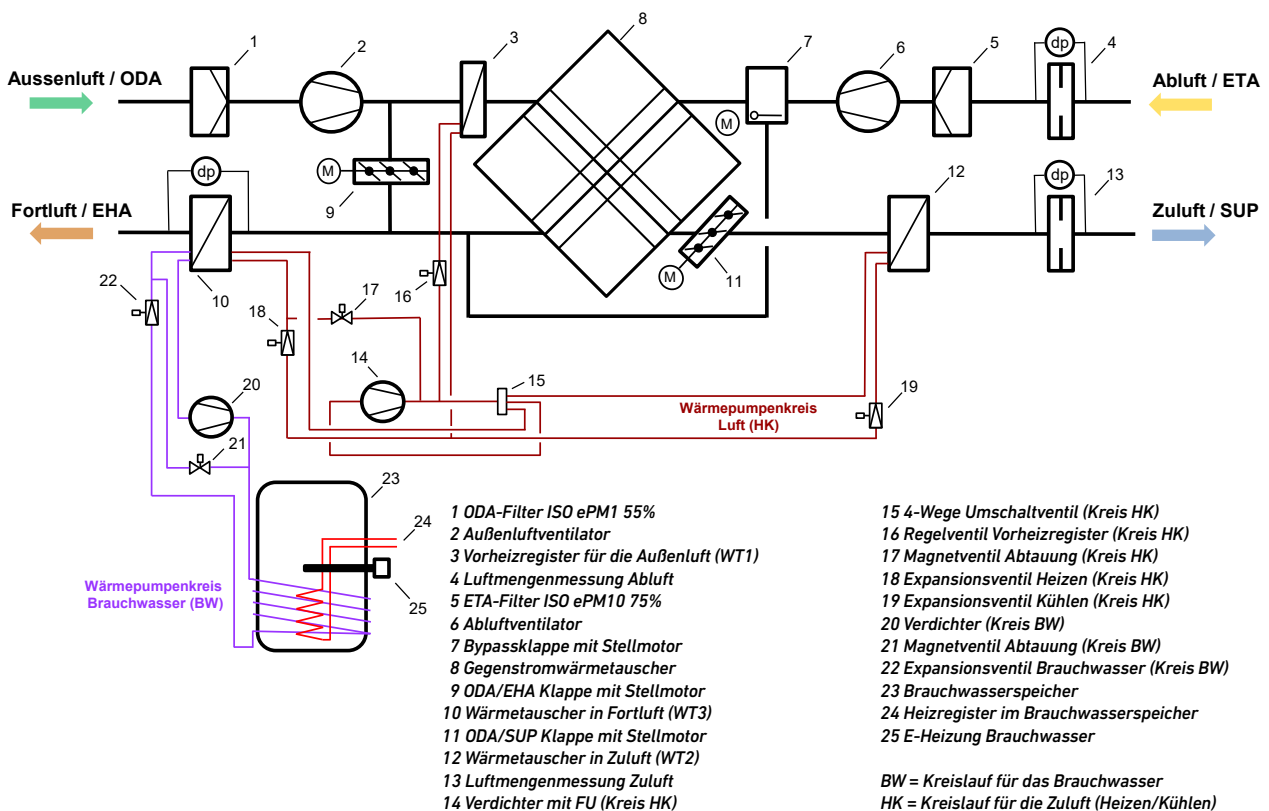 1
2
3
8
7
6
5
dp
4
Aussenluft / ODA
Abluft / ETA
M
M
dp
9
12
dp
13
Fortluft / EHA
Zuluft / SUP
M
11
22
10
16
17
18
14
15
19
20
Wärmepumpenkreis
Luft (HK)
21
23
24
25
Wärmepumpenkreis
Brauchwasser (BW)
1 ODA-Filter ISO ePM1 55%
2 Außenluftventilator
3 Vorheizregister für die Außenluft (WT1)
4 Luftmengenmessung Abluft
5 ETA-Filter ISO ePM10 75%
6 Abluftventilator
7 Bypassklappe mit Stellmotor
8 Gegenstromwärmetauscher
9 ODA/EHA Klappe mit Stellmotor
10 Wärmetauscher in Fortluft (WT3)
11 ODA/SUP Klappe mit Stellmotor
12 Wärmetauscher in Zuluft (WT2)
13 Luftmengenmessung Zuluft
14 Verdichter mit FU (Kreis HK)
15 4-Wege Umschaltventil (Kreis HK)
16 Regelventil Vorheizregister (Kreis HK)
17 Magnetventil Abtauung (Kreis HK)
18 Expansionsventil Heizen (Kreis HK)
19 Expansionsventil Kühlen (Kreis HK)
20 Verdichter (Kreis BW)
21 Magnetventil Abtauung (Kreis BW)
22 Expansionsventil Brauchwasser (Kreis BW)
23 Brauchwasserspeicher
24 Heizregister im Brauchwasserspeicher
25 E-Heizung Brauchwasser
BW = Kreislauf für das Brauchwasser
HK = Kreislauf für die Zuluft (Heizen/Kühlen)